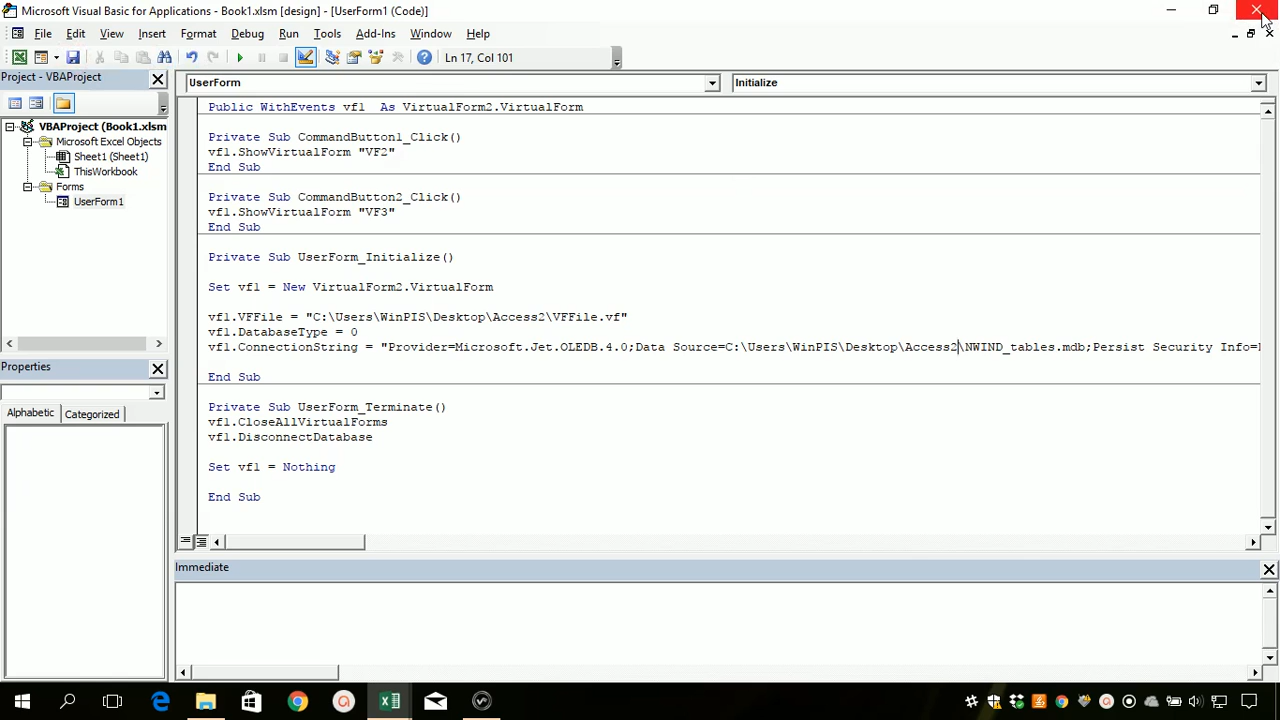 Microsoft Visual Basic for Applications - Book1.xlsm [design] - [UserForm1 (Code)]
File Edit View Insert Format Debug Run Tools Add-Ins Window Help
Ln 17, Col 101
Project - VBAProject
UserForm
Initialize
VBAProject (Book1.xlsm
Microsoft Excel Objects
Sheet1 (Sheet1)
ThisWorkbook
Forms
UserForm1
Properties
Alphabetic
Categorized
Public WithEvents vf1  As VirtualForm2.VirtualForm
Private Sub CommandButton1_Click()
vf1.ShowVirtualForm "VF2"
End Sub
Private Sub CommandButton2_Click()
vf1.ShowVirtualForm "VF3"
End Sub
Private Sub UserForm_Initialize()
Set vf1 = New VirtualForm2.VirtualForm
vf1.VFFile = "C:\Users\WinPIS\Desktop\Access2\VFFile.vf"
vf1.DatabaseType = 0
vf1.ConnectionString = "Provider=Microsoft.Jet.OLEDB.4.0;Data Source=C:\Users\WinPIS\Desktop\Access2\NWIND_tables.mdb;Persist Security Info=
End Sub
Private Sub UserForm_Terminate()
vf1.CloseAllVirtualForms
vf1.DisconnectDatabase
Set vf1 = Nothing
End Sub
Immediate